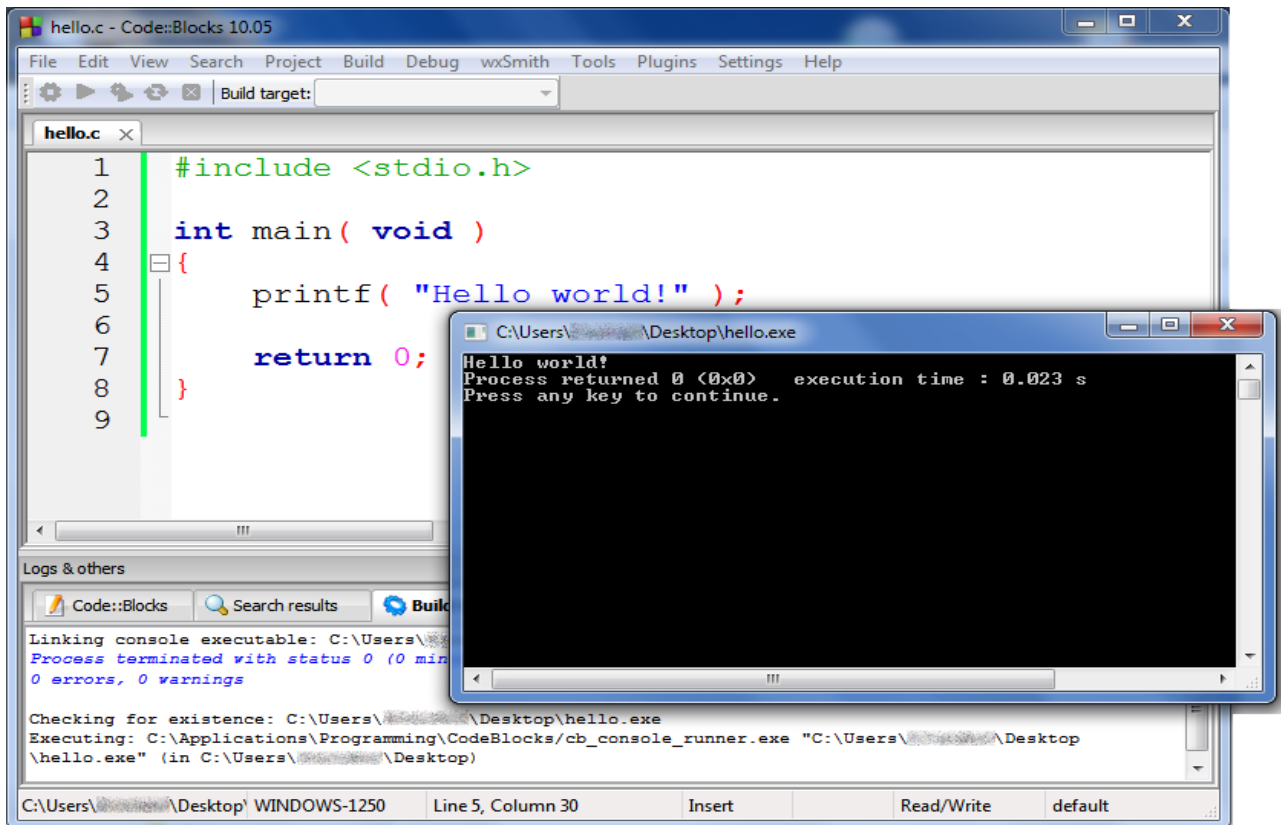 hello.c - Code::Blocks 10.05
File Edit View Search Project Build Debug wxSmith Tools Plugins Settings Help
Build target:
hello.c
1 #include <stdio.h>
2
3 int main( void )
4 {
5 printf( "Hello world!" );
6
7 return 0;
8 }
9
C:\Users\ \Desktop\hello.exe
Hello world!
Process returned 0 (0x0) execution time : 0.023 s
Press any key to continue.
Logs & others
Code::Blocks Search results Build
Linking console executable: C:\Users\
Process terminated with status 0 (0 min
0 errors, 0 warnings
Checking for existence: C:\Users\ \Desktop\hello.exe
Executing: C:\Applications\Programming\CodeBlocks/cb_console_runner.exe "C:\Users\ \Desktop
\hello.exe" (in C:\Users\ \Desktop)
C:\Users\ \Desktop\ WINDOWS-1250 Line 5, Column 30 Insert Read/Write default